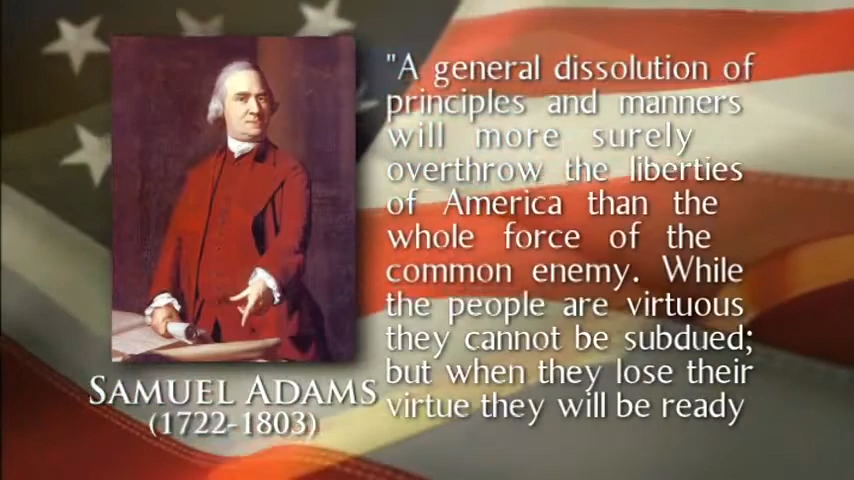 "A general dissolution of
principles and manners
will more surely
overthrow the liberties
of America than the
whole force of the
common enemy. While
the people are virtuous
they cannot be subdued;
but when they lose their
virtue they will be ready
SAMUEL ADAMS
(1722-1803)